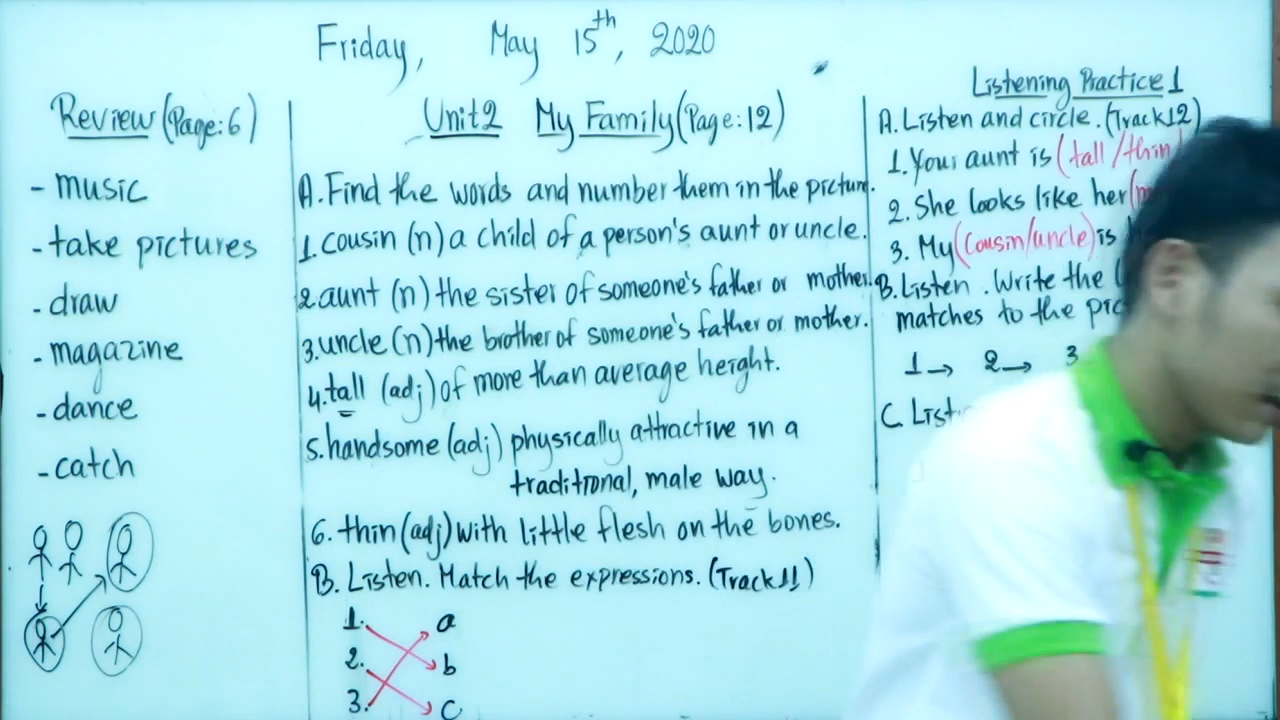 Friday, May 15th, 2020
Review (Page:6)
- music
- take pictures
- draw
- magazine
- dance
- catch
Unit2 My Family (Page:12)
A. Find the words and number them in the picture.
1. cousin (n) a child of a person's aunt or uncle.
2. aunt (n) the sister of someone's father or mother.
3. uncle (n) the brother of someone's father or mother.
4. tall (adj) of more than average height.
5. handsome (adj) physically attractive in a
traditional, male way.
6. thin (adj) with little flesh on the bones.
B. Listen. Match the expressions. (Track 11)
1. a
2. b
3. c
Listening Practice 1
A. Listen and circle. (Track 12)
1. Your aunt is (tall / thin)
2. She looks like her (
3. My (cousin/uncle) is
B. Listen. Write the
matches to the
1 → 2 → 3
C.